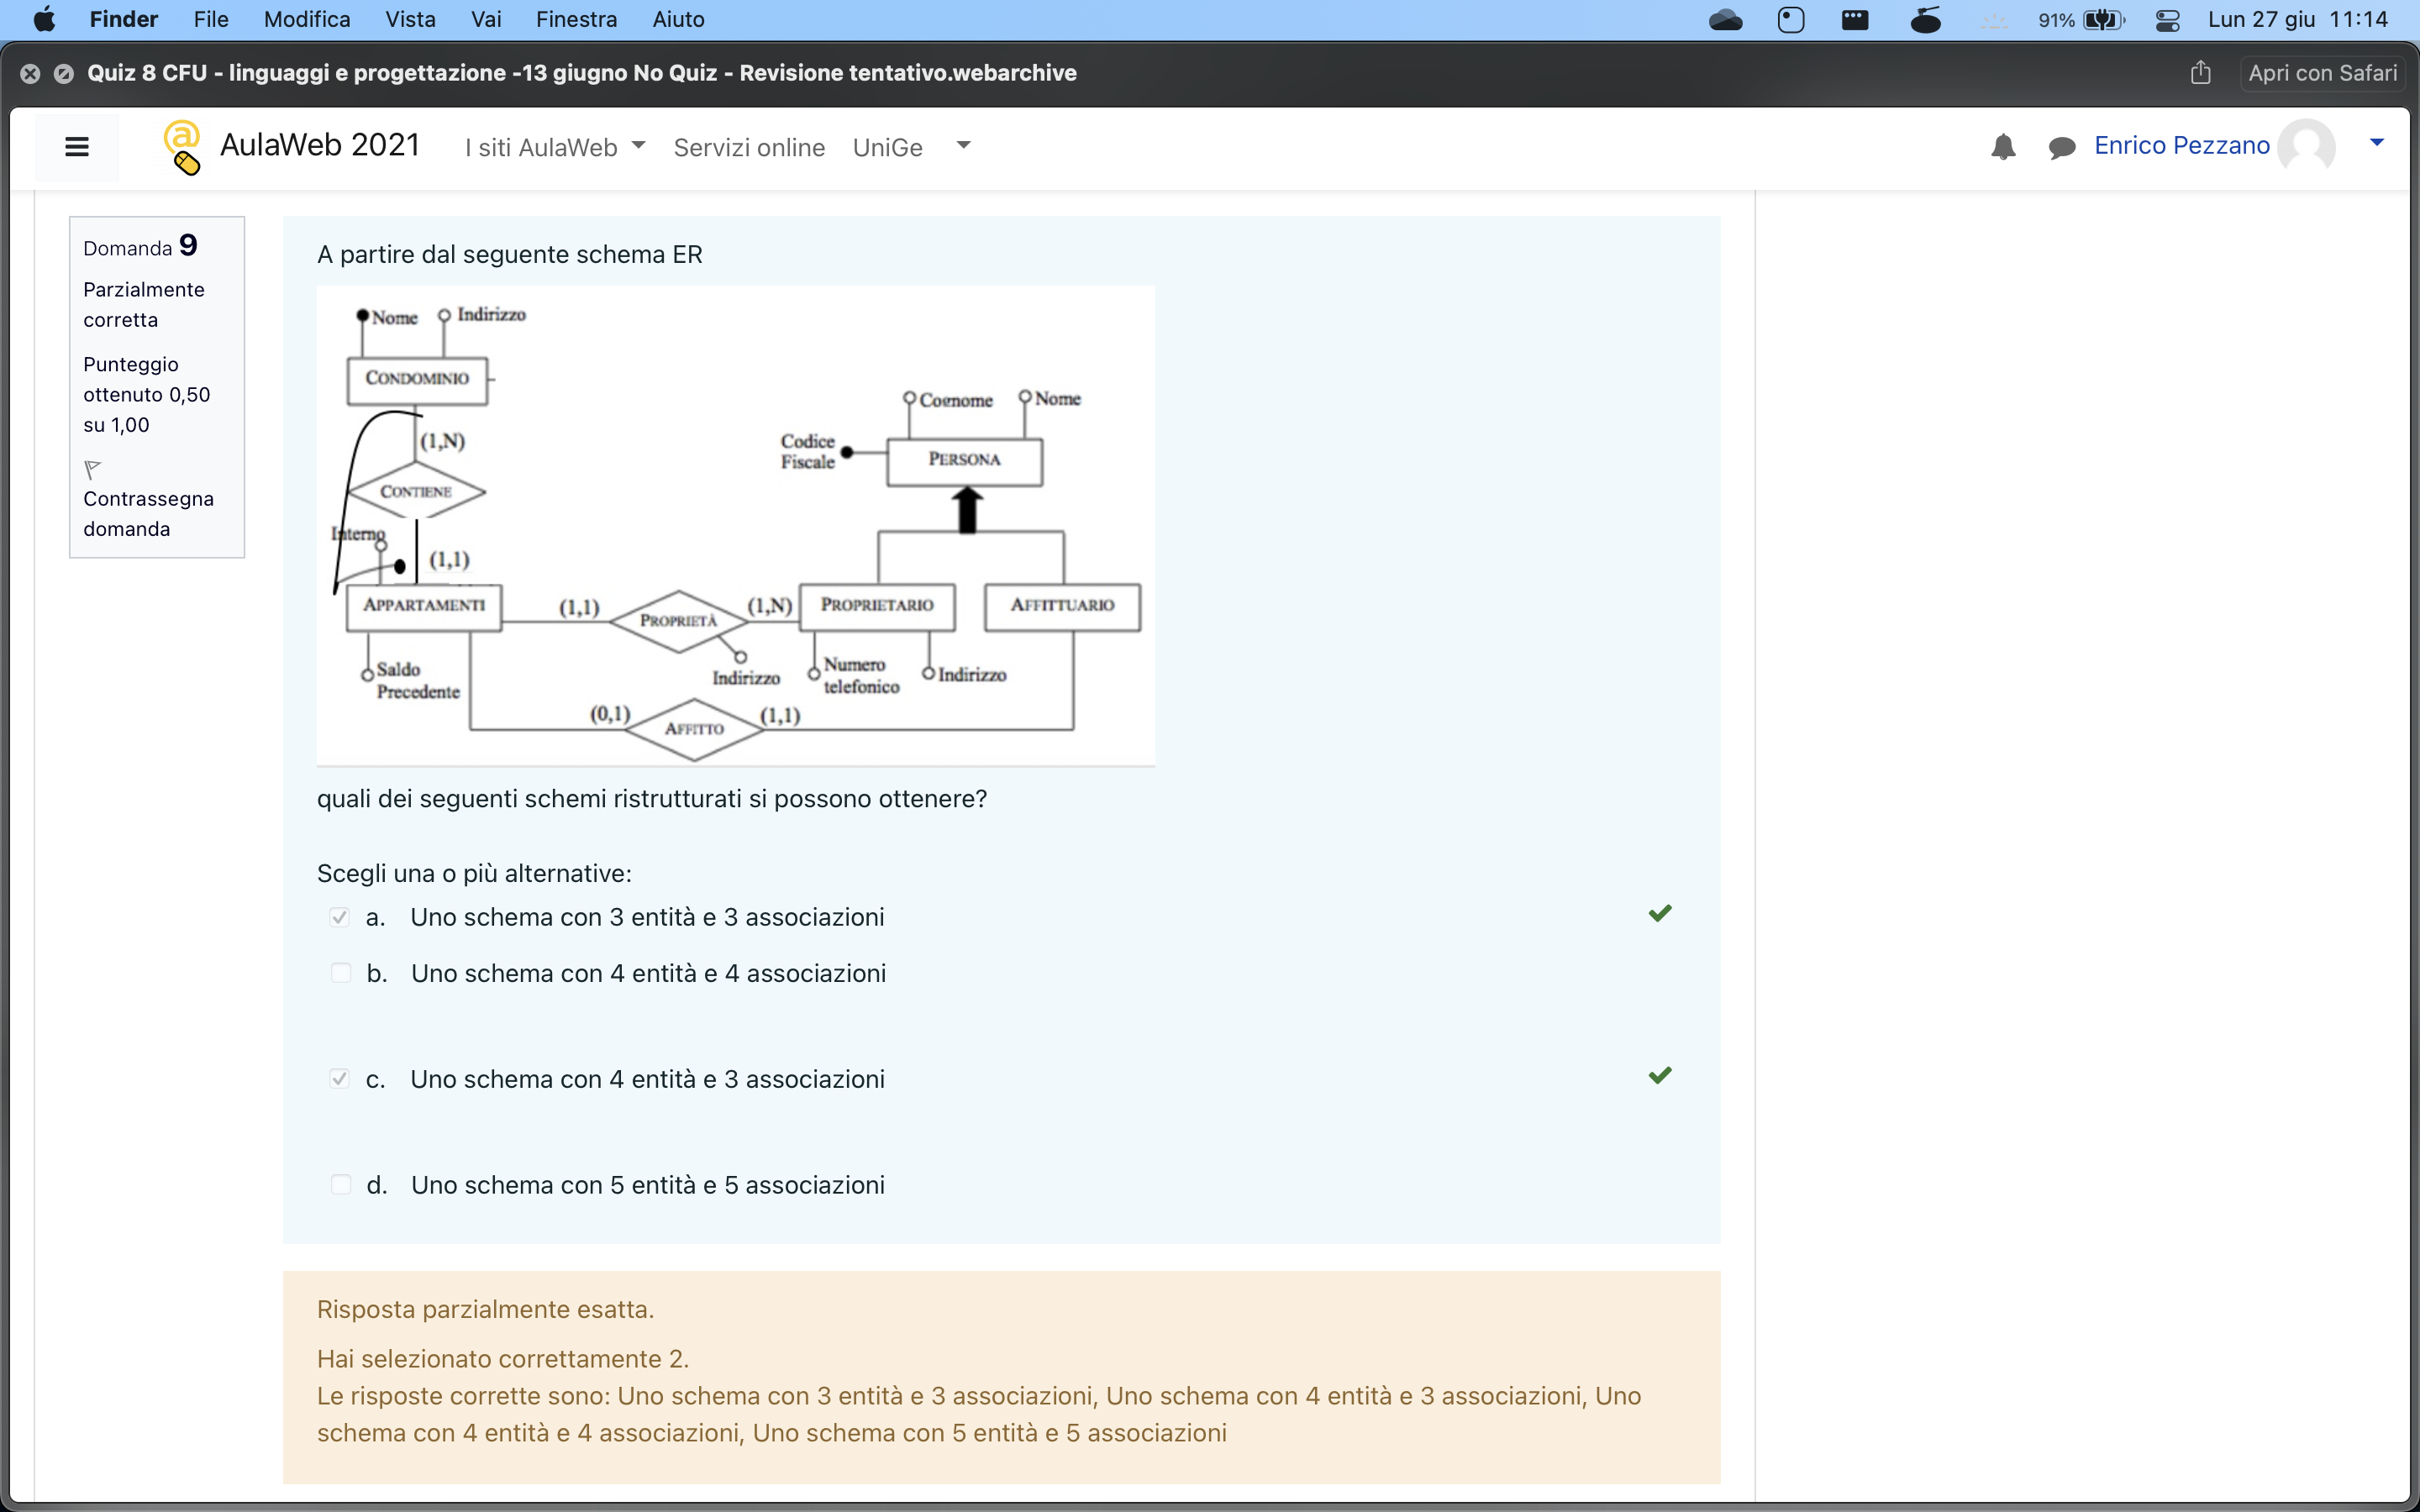 Finder File Modifica Vista Vai Finestra Aiuto 91% Lun 27 giu 11:14
Quiz 8 CFU - linguaggi e progettazione -13 giugno No Quiz - Revisione tentativo.webarchive Apri con Safari
AulaWeb 2021 I siti AulaWeb Servizi online UniGe Enrico Pezzano
Domanda 9
Parzialmente
corretta
Punteggio
ottenuto 0,50
su 1,00
Contrassegna
domanda
A partire dal seguente schema ER
Nome Indirizzo
CONDOMINIO
Cognome Nome
(1,N)
Codice
Fiscale
PERSONA
CONTIENE
Interno
(1,1)
APPARTAMENTI (1,1) PROPRIETÀ (1,N) PROPRIETARIO AFFITTUARIO
Saldo
Precedente
Indirizzo
Numero
telefonico
Indirizzo
(0,1) AFFITTO (1,1)
quali dei seguenti schemi ristrutturati si possono ottenere?
Scegli una o più alternative:
a. Uno schema con 3 entità e 3 associazioni
b. Uno schema con 4 entità e 4 associazioni
c. Uno schema con 4 entità e 3 associazioni
d. Uno schema con 5 entità e 5 associazioni
Risposta parzialmente esatta.
Hai selezionato correttamente 2.
Le risposte corrette sono: Uno schema con 3 entità e 3 associazioni, Uno schema con 4 entità e 3 associazioni, Uno
schema con 4 entità e 4 associazioni, Uno schema con 5 entità e 5 associazioni